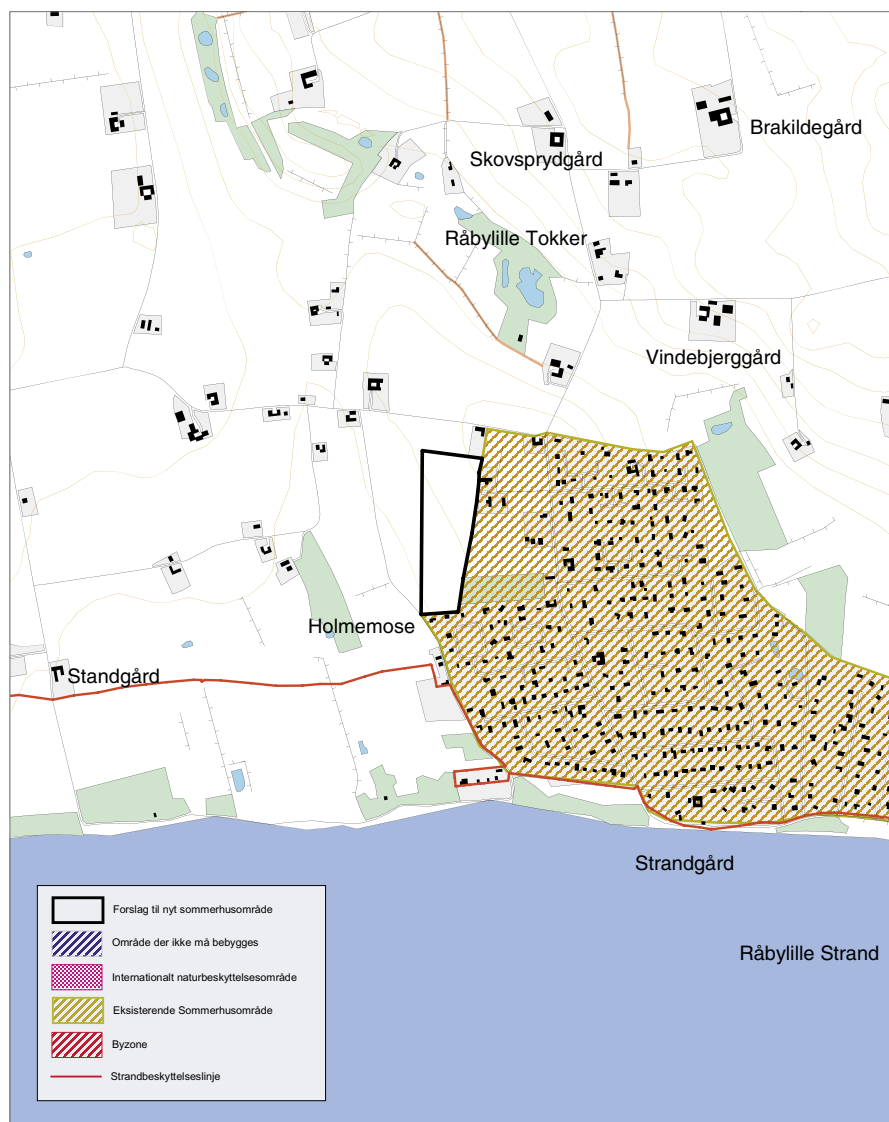 Brakildegård
Skovsprydgård
Råbylille Tokker
Vindebjerggård
Holmemose
Standgård
Strandgård
Råbylille Strand
Forslag til nyt sommerhusområde
Område der ikke må bebygges
Internationalt naturbeskyttelsesområde
Eksisterende Sommerhusområde
Byzone
Strandbeskyttelseslinje